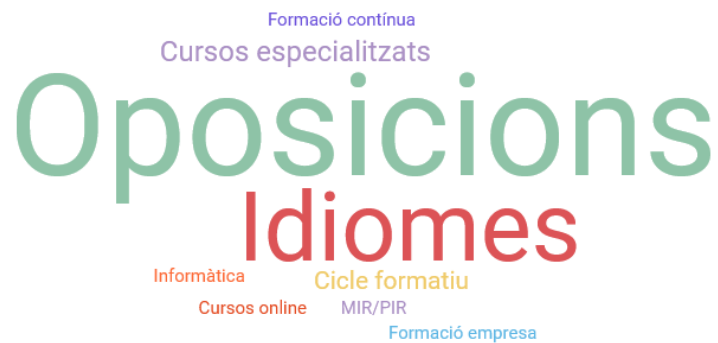 Formació contínua
Cursos especialitzats
Oposicions
Idiomes
Informàtica
Cicle formatiu
Cursos online
MIR/PIR
Formació empresa